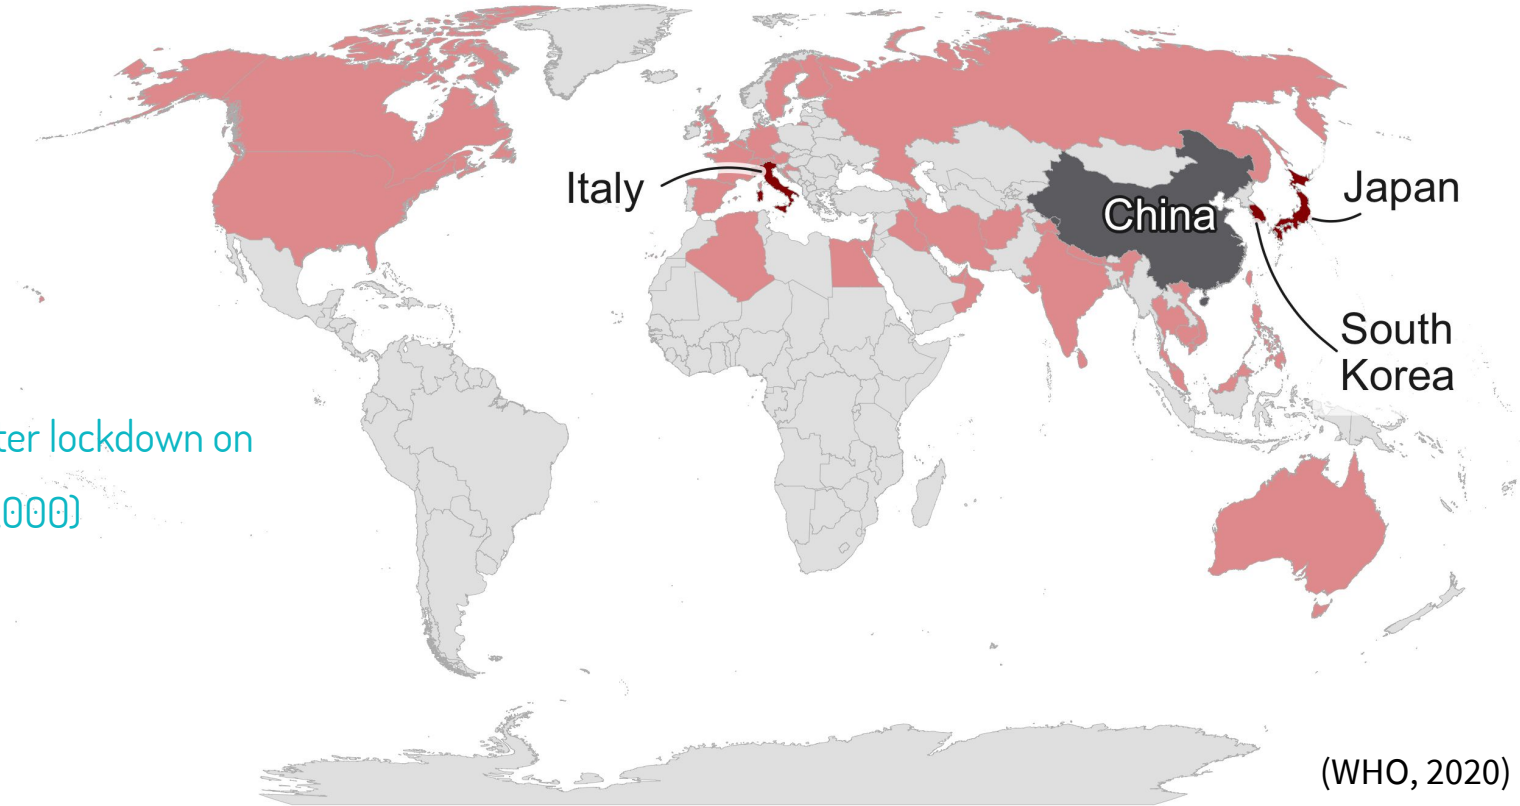 Italy
China
Japan
South
Korea
ter lockdown on
000)
(WHO, 2020)